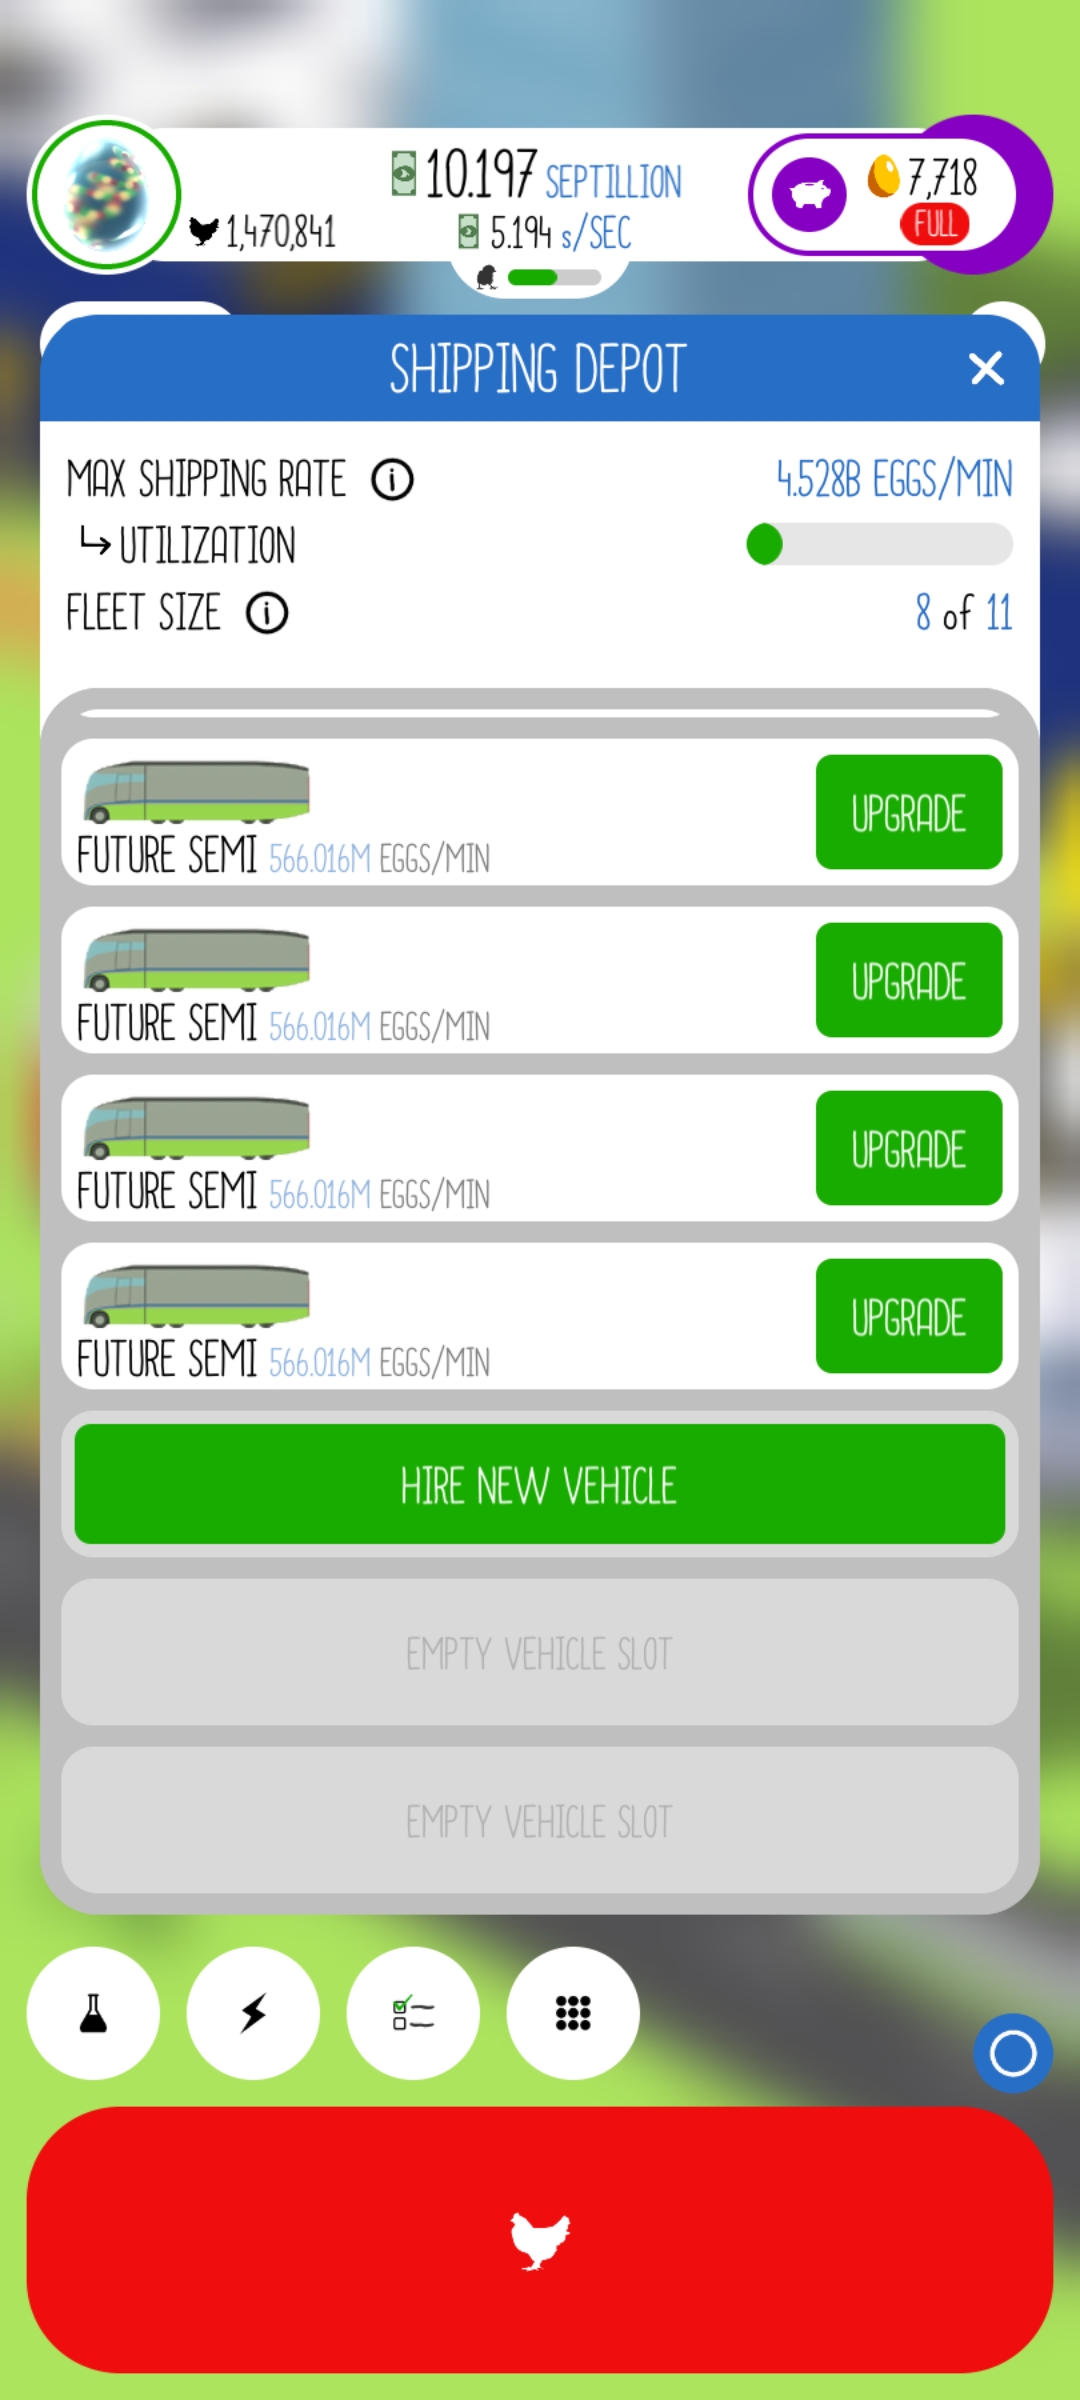 10.197 SEPTILLION
7,718
1,470,841
5.194 s/SEC
FULL
SHIPPING DEPOT
MAX SHIPPING RATE
4.528B EGGS/MIN
UTILIZATION
FLEET SIZE
8 of 11
UPGRADE
FUTURE SEMI 566.016M EGGS/MIN
UPGRADE
FUTURE SEMI 566.016M EGGS/MIN
UPGRADE
FUTURE SEMI 566.016M EGGS/MIN
UPGRADE
FUTURE SEMI 566.016M EGGS/MIN
HIRE NEW VEHICLE
EMPTY VEHICLE SLOT
EMPTY VEHICLE SLOT